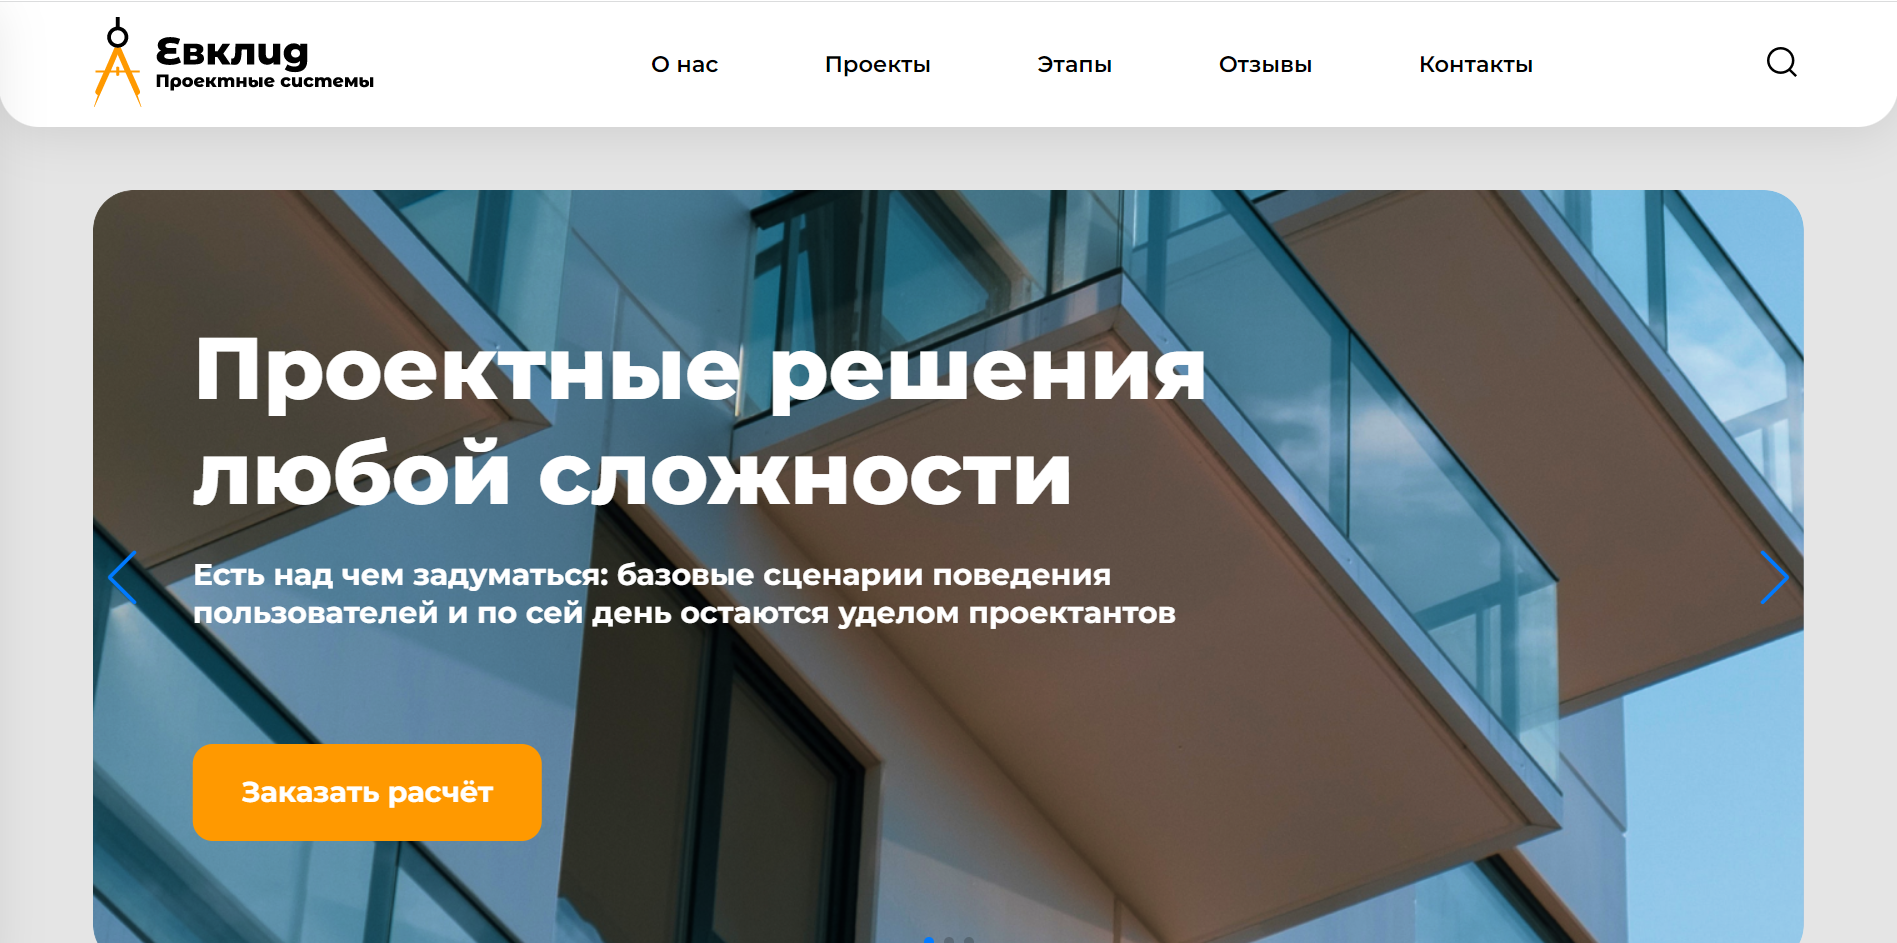 Евклид
Проектные системы
О нас
Проекты
Этапы
Отзывы
Контакты
Проектные решения
любой сложности
Есть над чем задуматься: базовые сценарии поведения
пользователей и по сей день остаются уделом проектантов
Заказать расчёт